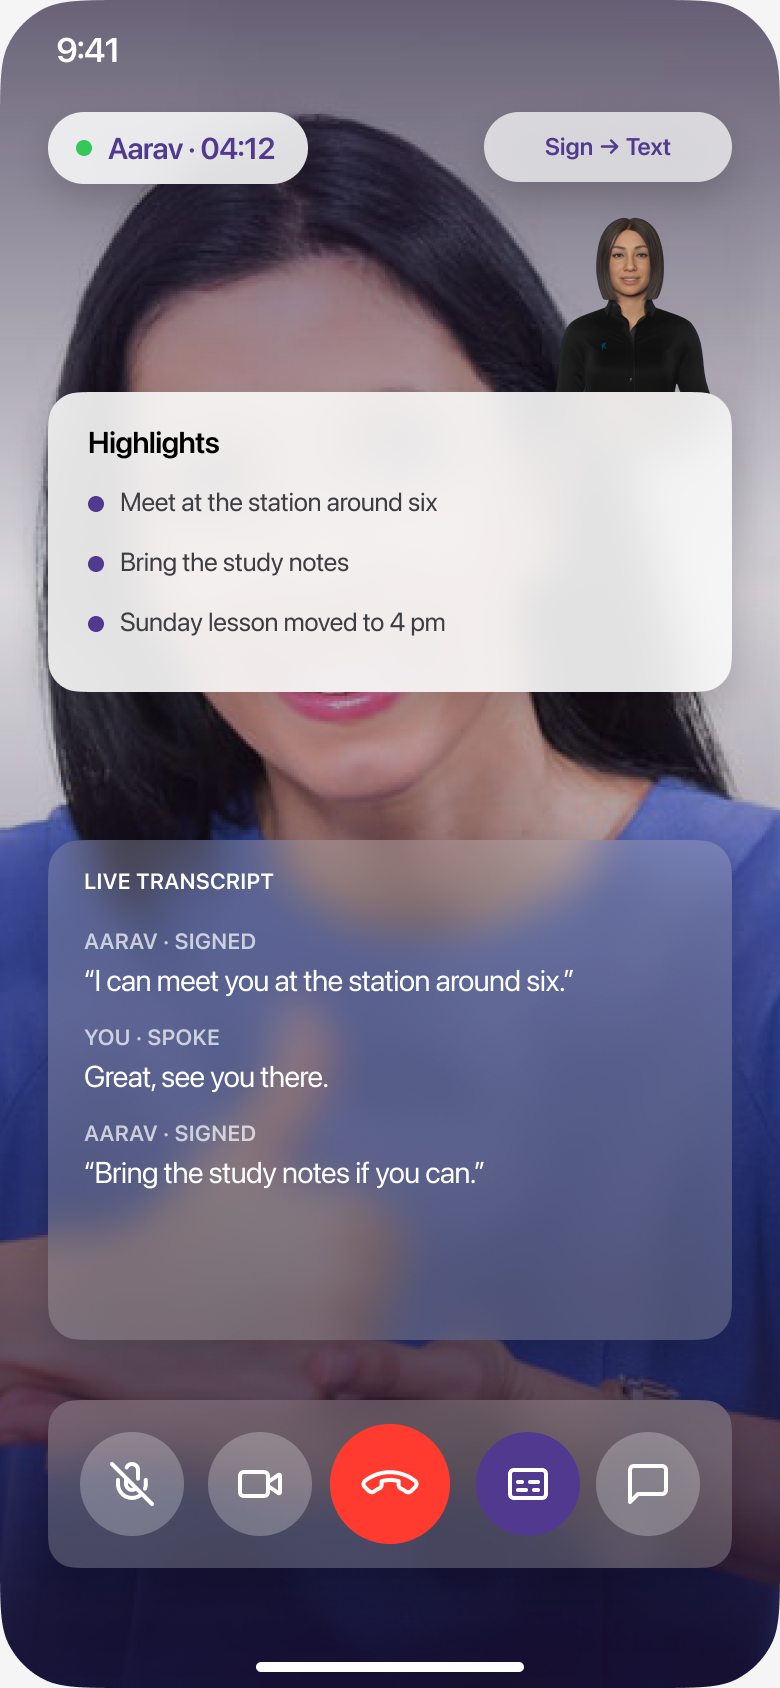 9:41
Aarav · 04:12
Sign → Text
Highlights
Meet at the station around six
Bring the study notes
Sunday lesson moved to 4 pm
LIVE TRANSCRIPT
AARAV · SIGNED
“I can meet you at the station around six.”
YOU · SPOKE
Great, see you there.
AARAV · SIGNED
“Bring the study notes if you can.”